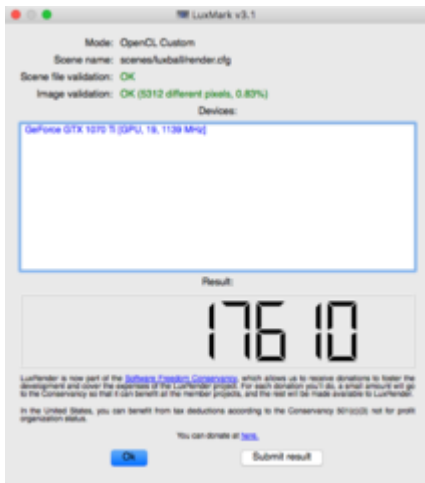 LuxMark v3.1
Mode: OpenCL Custom
Scene name: scenes/luxball/render.cfg
Scene file validation: OK
Image validation: OK (5312 different pixels, 0.83%)
Devices:
GeForce GTX 1070 Ti [GPU, 19, 1139 MHz]
Result:
17610
LuxRender is now part of the Software Freedom Conservancy, which allows us to receive donations to foster the
development and cover the expenses of the LuxRender project. For each donation you'll do, a small amount will go
to the Conservancy so that it can benefit all the member projects, and the rest will be made available to LuxRender.
In the United States, you can benefit from tax deductions according to the Conservancy 501(c)(3) not for profit
organization status.
You can donate at here.
Ok
Submit result